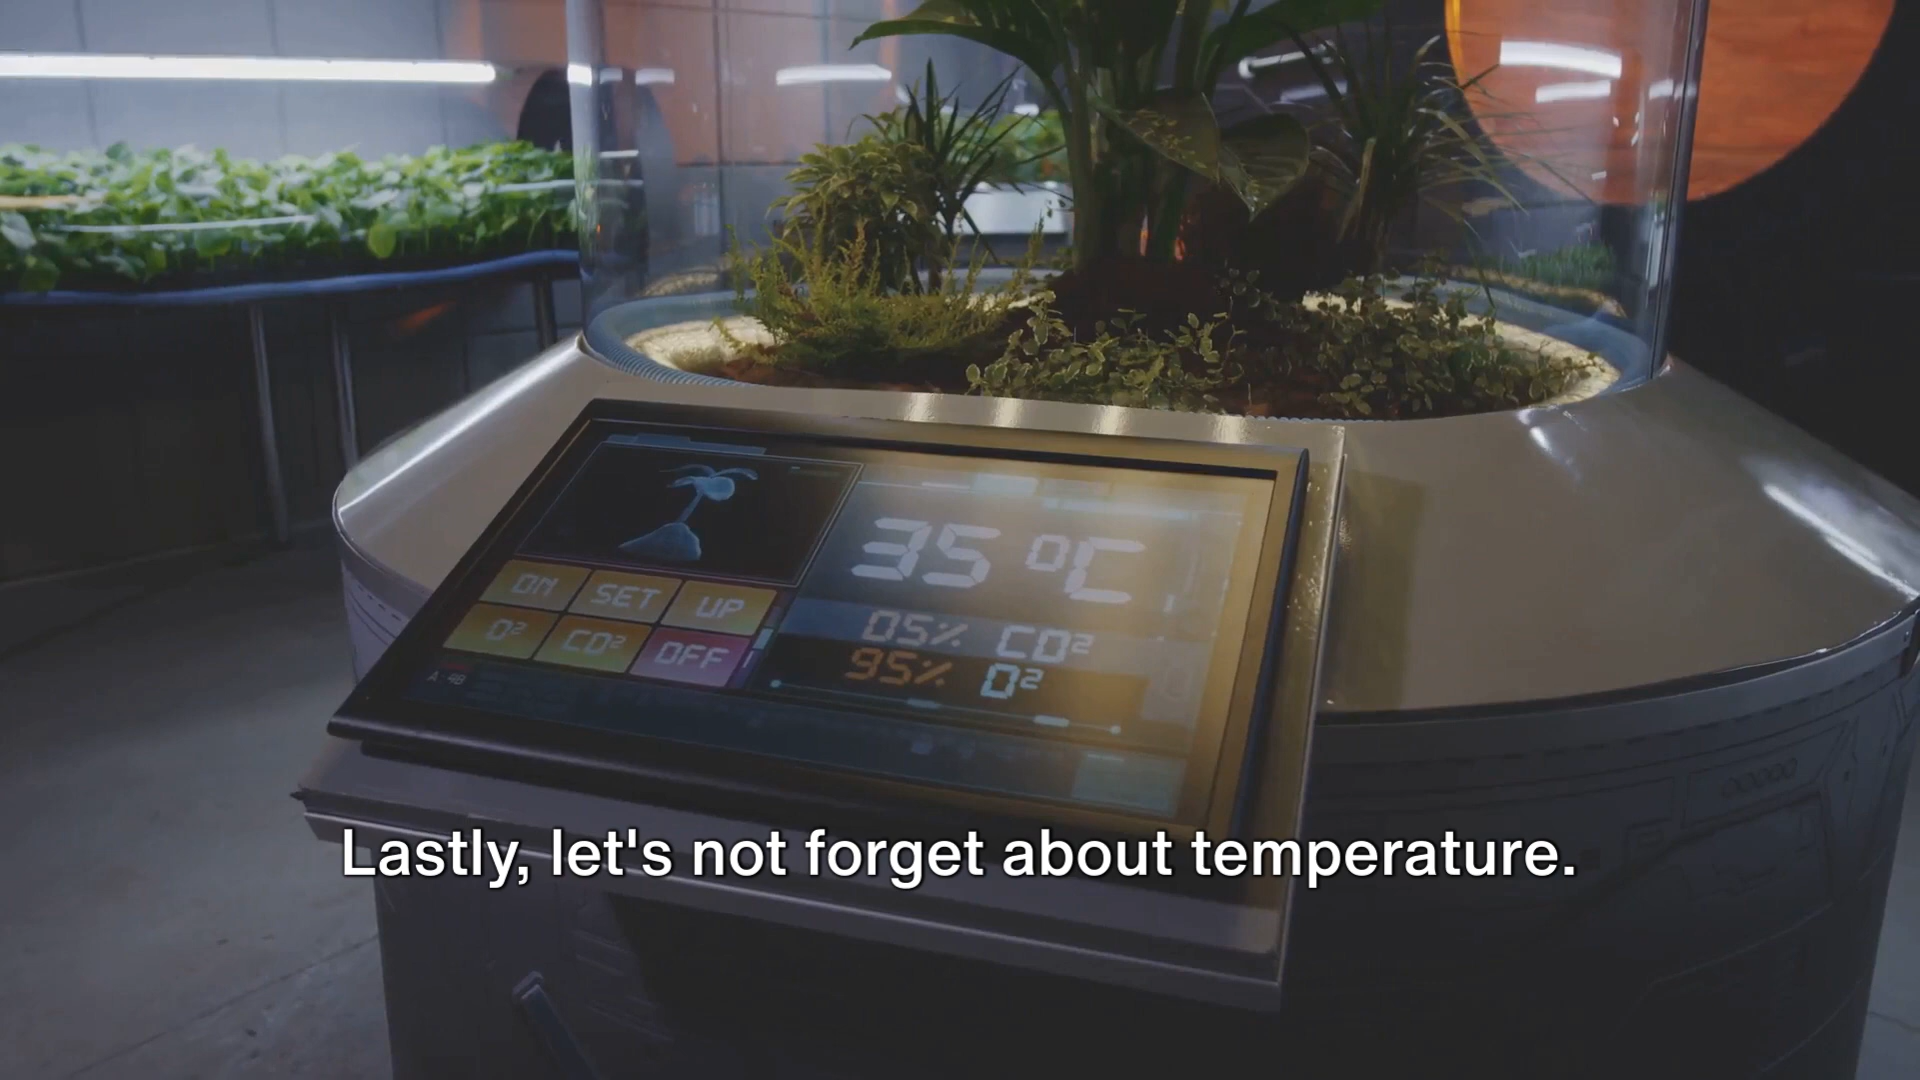 35 °C
ON SET UP
O² CO² OFF
05% CO²
95% O²
Lastly, let's not forget about temperature.